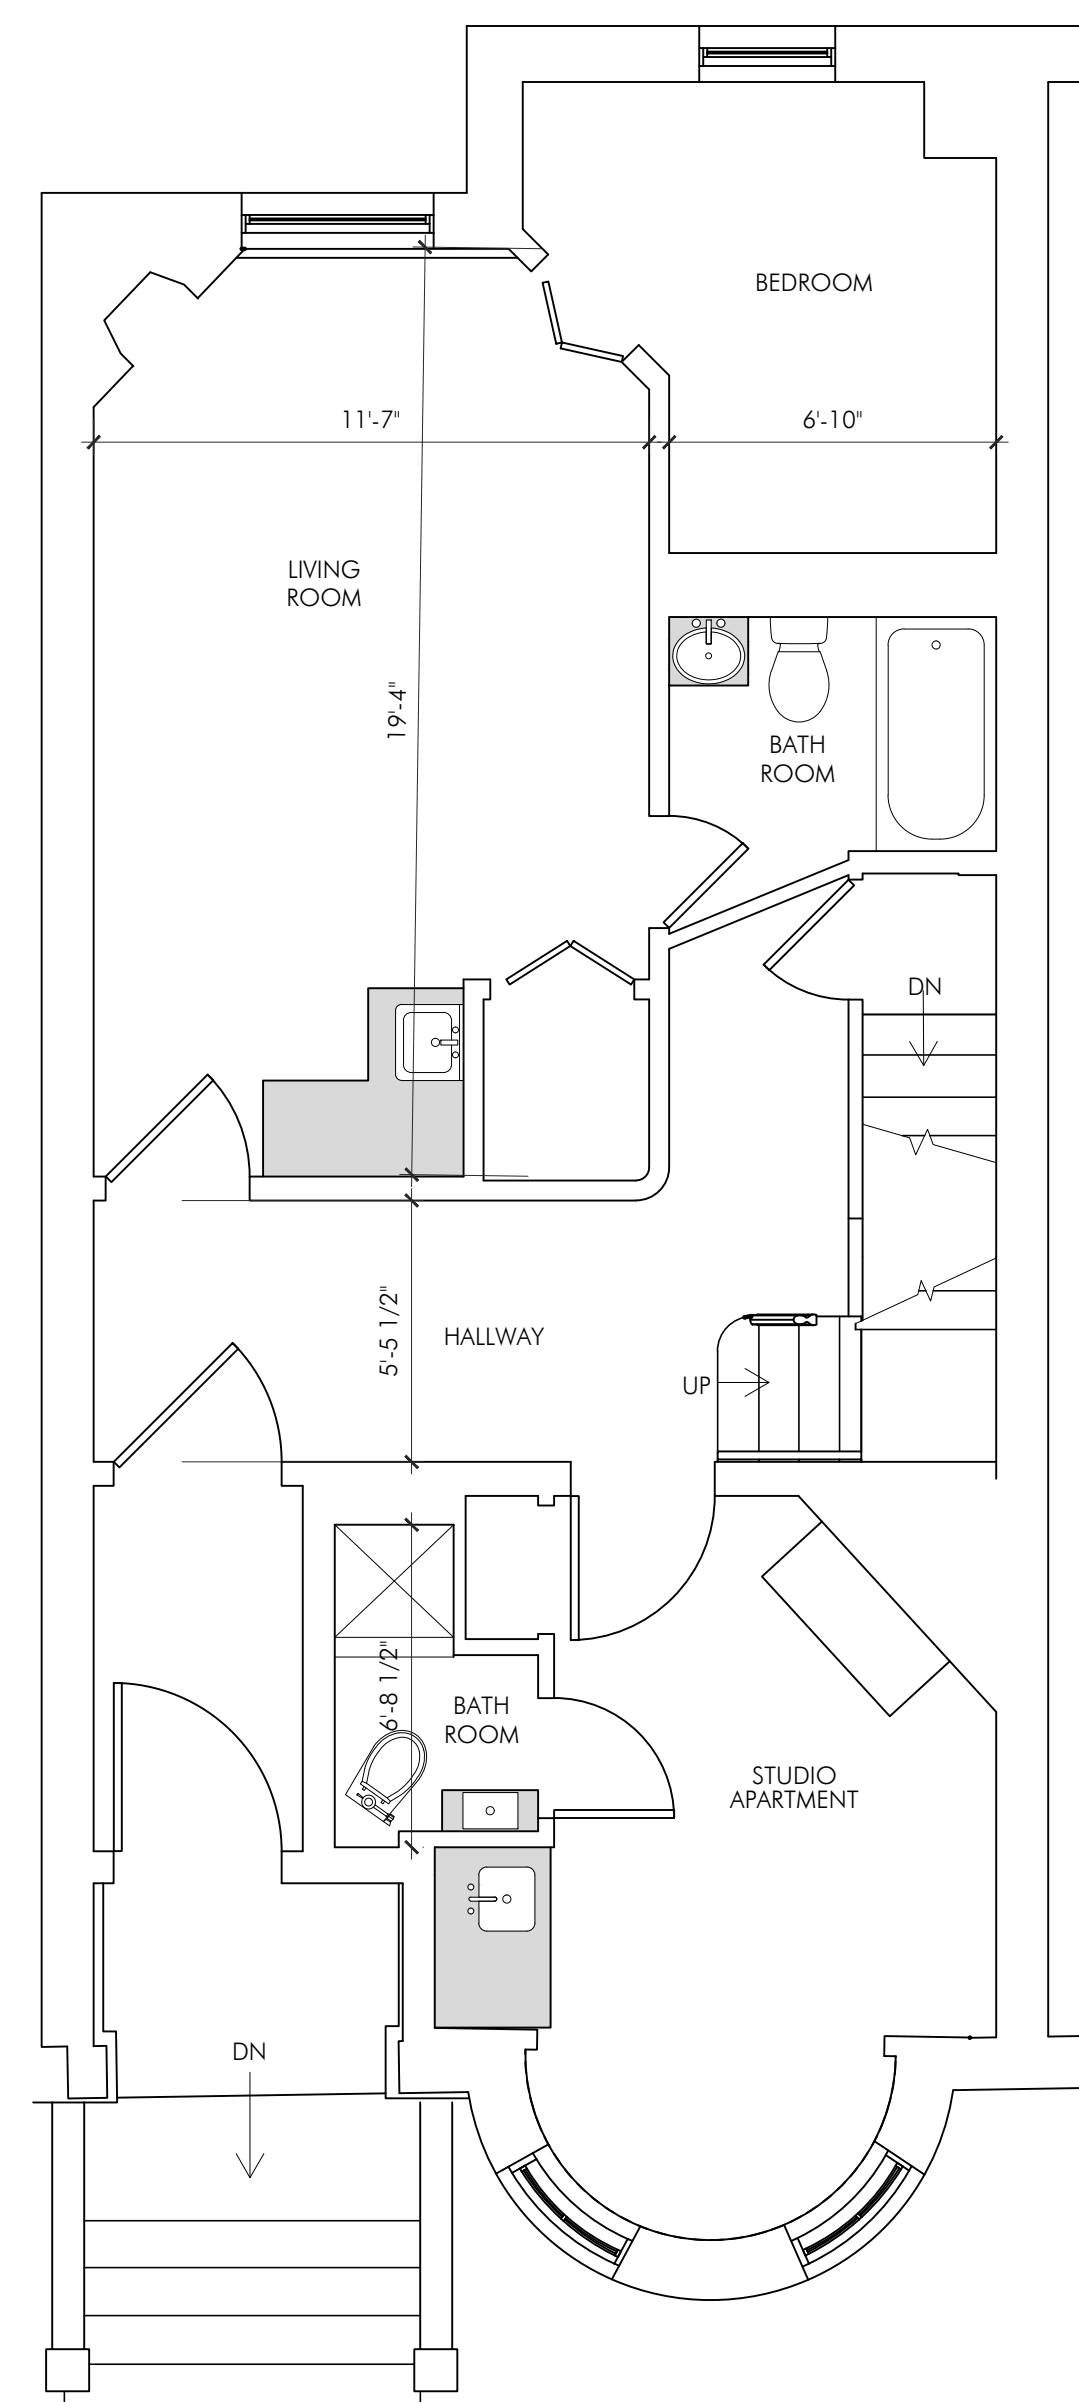 BEDROOM
11'-7"
6'-10"
LIVING
ROOM
19'-4"
BATH
ROOM
DN
5'-5 1/2"
HALLWAY
UP
6'-8 1/2"
BATH
ROOM
STUDIO
APARTMENT
DN